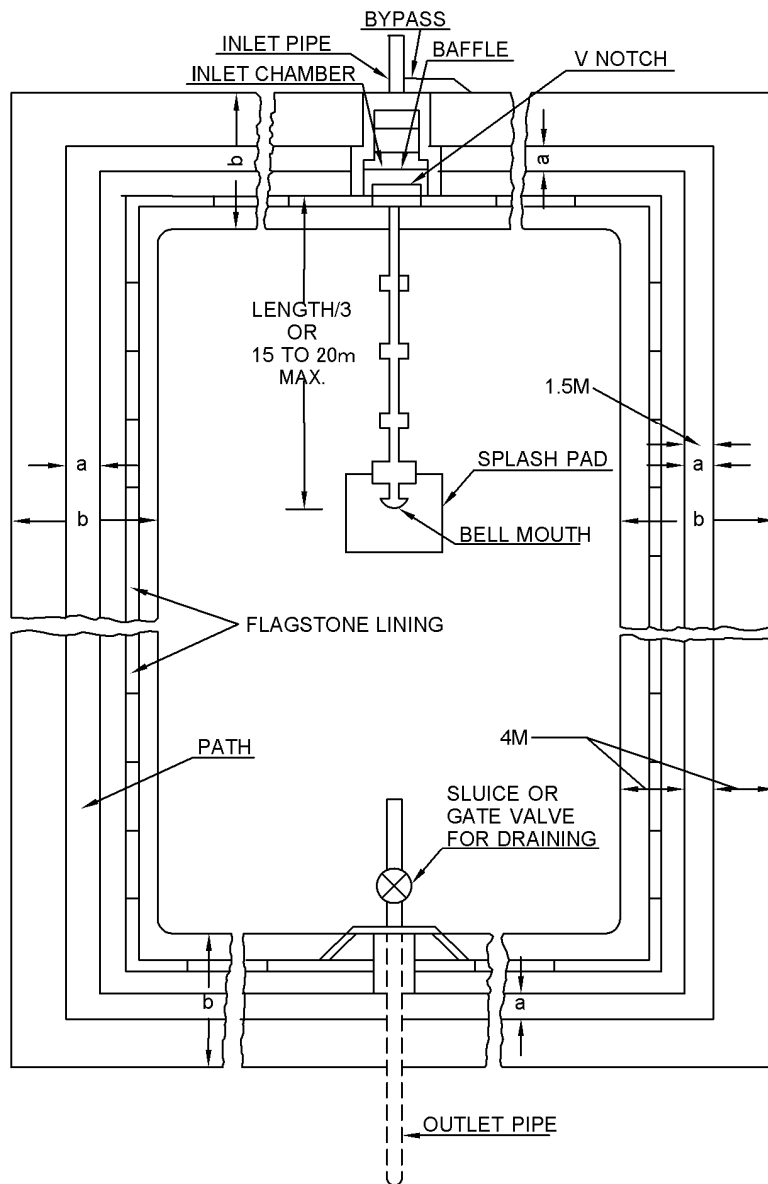 BYPASS
INLET PIPE
BAFFLE
INLET CHAMBER
V NOTCH
b
a
LENGTH/3
OR
15 TO 20m
MAX.
1.5M
a
a
SPLASH PAD
b
b
BELL MOUTH
FLAGSTONE LINING
PATH
4M
SLUICE OR
GATE VALVE
FOR DRAINING
b
a
OUTLET PIPE